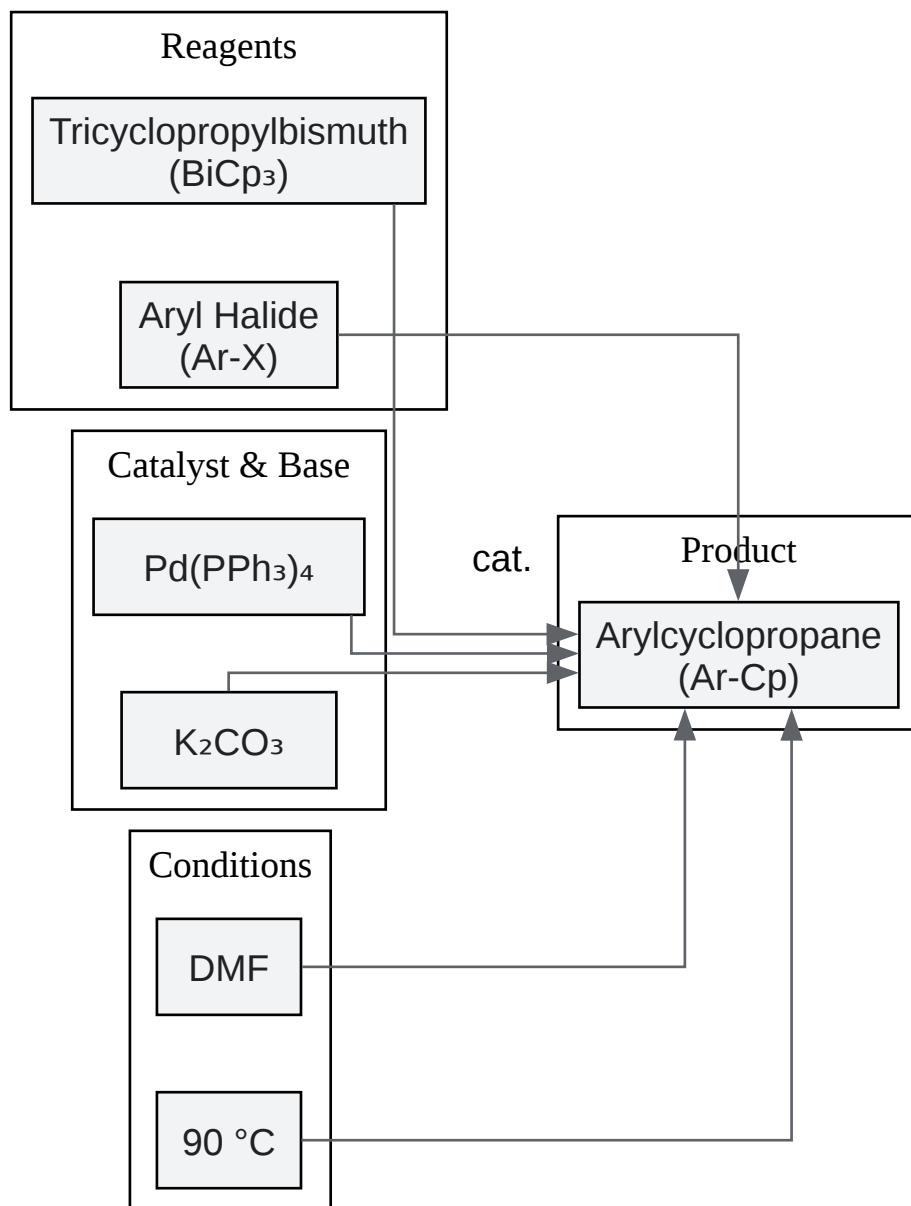 Reagents
Tricyclopropylbismuth
(BiCp₃)
Aryl Halide
(Ar-X)
Catalyst & Base
Pd(PPh₃)₄
K₂CO₃
cat.
Product
Arylcyclopropane
(Ar-Cp)
Conditions
DMF
90 °C